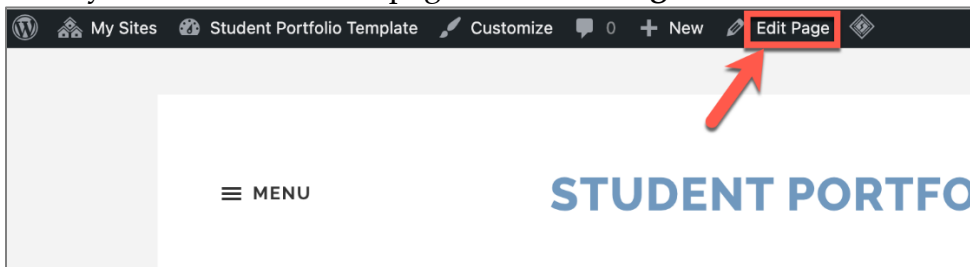 My Sites Student Portfolio Template Customize 0 + New Edit Page
MENU
STUDENT PORTFO